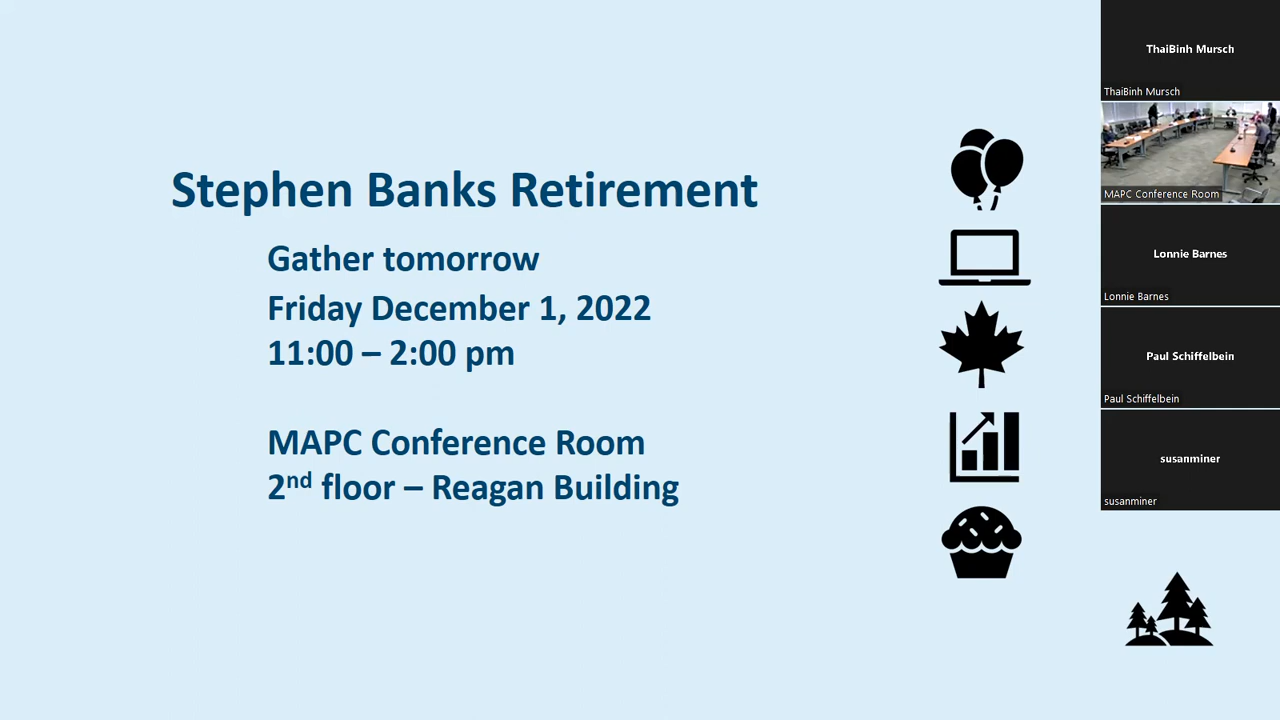 Stephen Banks Retirement
Gather tomorrow
Friday December 1, 2022
11:00 – 2:00 pm
MAPC Conference Room
2nd floor – Reagan Building
ThaiBinh Mursch
ThaiBinh Mursch
MAPC Conference Room
Lonnie Barnes
Lonnie Barnes
Paul Schiffelbein
Paul Schiffelbein
susanminer
susanminer